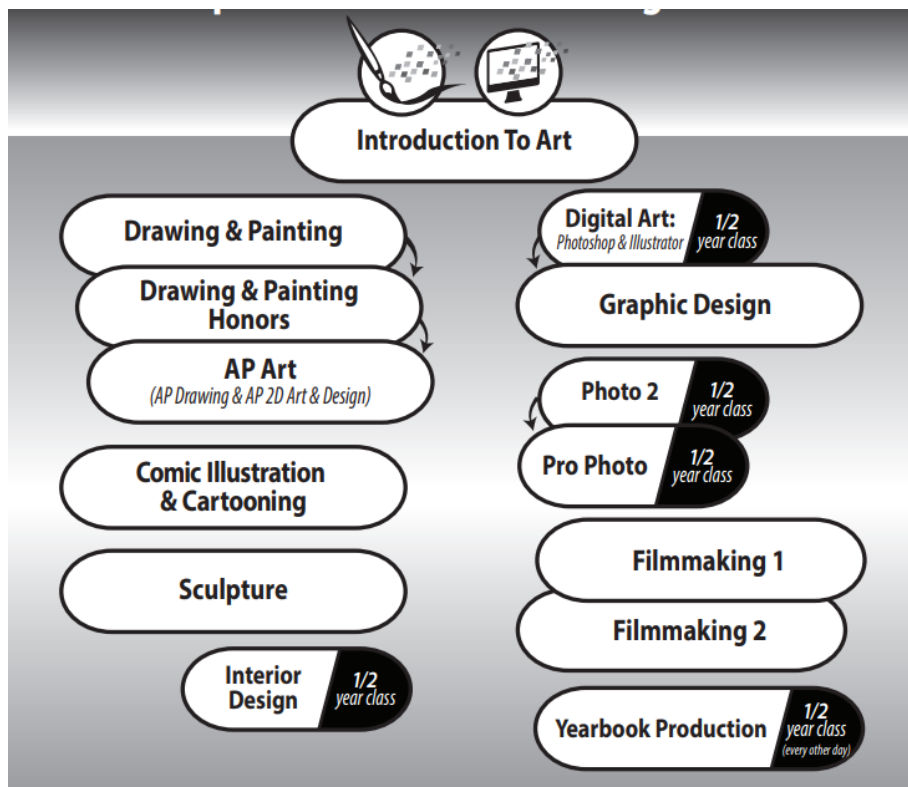 Introduction To Art
Drawing & Painting
Drawing & Painting
Honors
AP Art
(AP Drawing & AP 2D Art & Design)
Comic Illustration
& Cartooning
Sculpture
Interior
Design
1/2
year class
Digital Art:
Photoshop & Illustrator
1/2
year class
Graphic Design
Photo 2
1/2
year class
Pro Photo
1/2
year class
Filmmaking 1
Filmmaking 2
Yearbook Production
1/2
year class
(every other day)